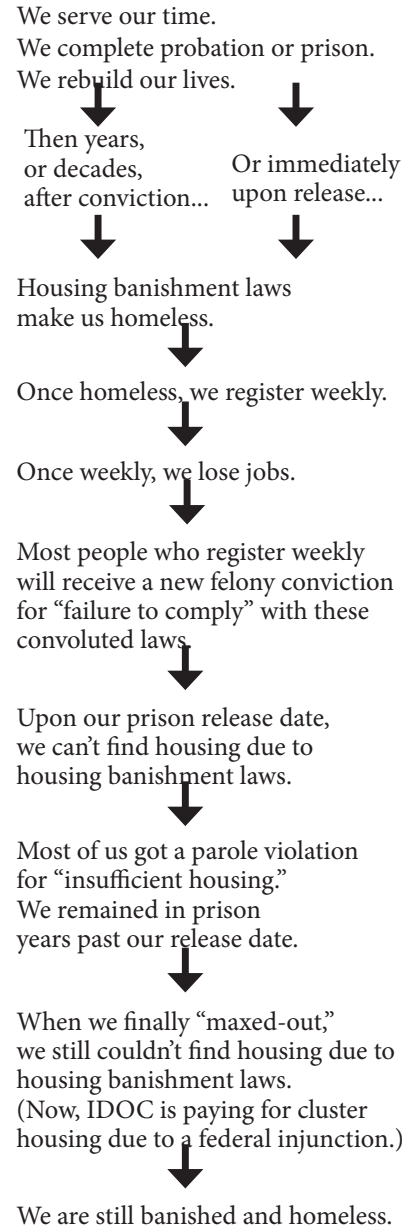 We serve our time.
We complete probation or prison.
We rebuild our lives.
Then years,
or decades,
after conviction...
Or immediately
upon release...
Housing banishment laws
make us homeless.
Once homeless, we register weekly.
Once weekly, we lose jobs.
Most people who register weekly
will receive a new felony conviction
for “failure to comply” with these
convoluted laws.
Upon our prison release date,
we can’t find housing due to
housing banishment laws.
Most of us got a parole violation
for “insufficient housing.”
We remained in prison
years past our release date.
When we finally “maxed-out,”
we still couldn’t find housing due to
housing banishment laws.
(Now, IDOC is paying for cluster
housing due to a federal injunction.)
We are still banished and homeless.